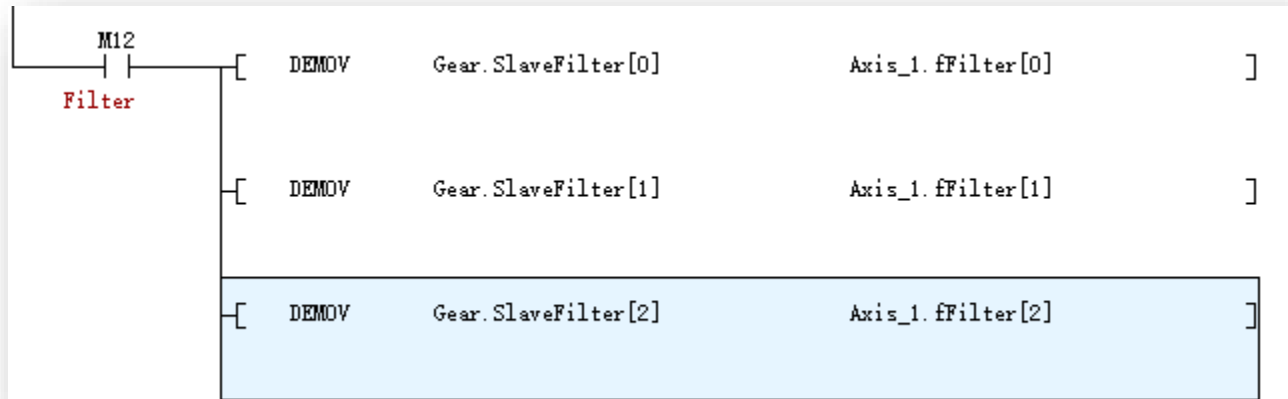 M12
DEMOV Gear.SlaveFilter[0] Axis_1.fFilter[0]
Filter
DEMOV Gear.SlaveFilter[1] Axis_1.fFilter[1]
DEMOV Gear.SlaveFilter[2] Axis_1.fFilter[2]